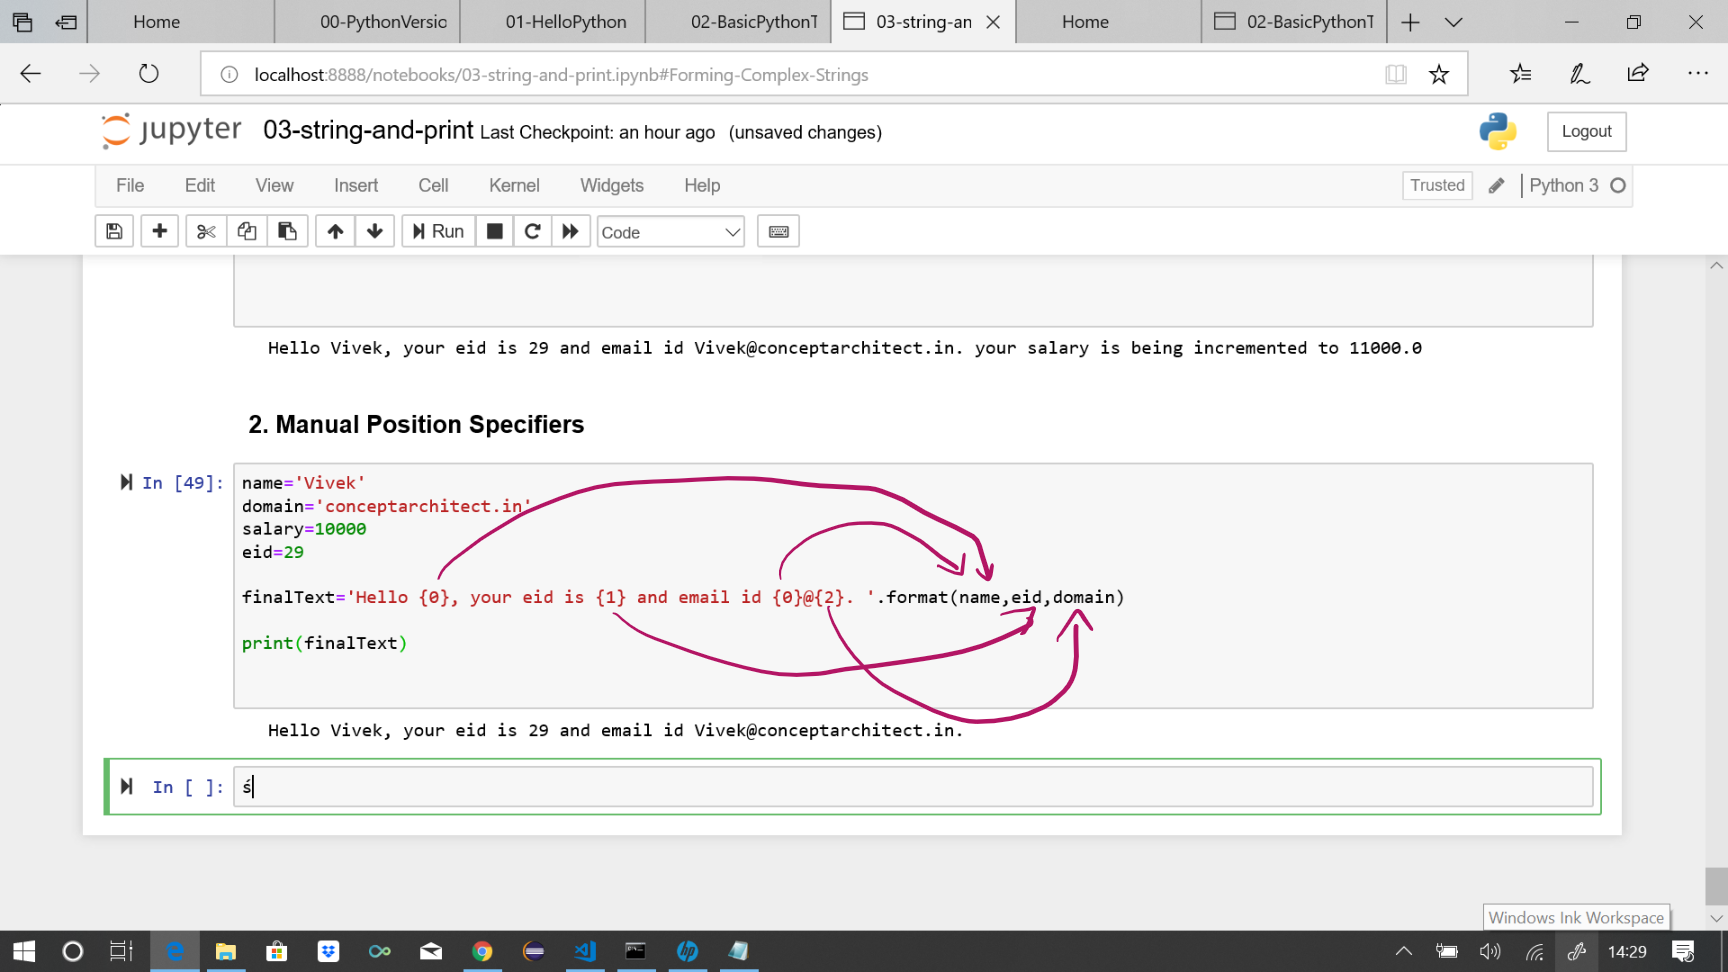 Home
00-PythonVersio
01-HelloPython
02-BasicPythonT
03-string-an
Home
02-BasicPythonT
localhost:8888/notebooks/03-string-and-print.ipynb#Forming-Complex-Strings
jupyter 03-string-and-print Last Checkpoint: an hour ago (unsaved changes)
Logout
File Edit View Insert Cell Kernel Widgets Help
Trusted Python 3
Run Code
Hello Vivek, your eid is 29 and email id Vivek@conceptarchitect.in. your salary is being incremented to 11000.0
2. Manual Position Specifiers
In [49]: name='Vivek'
domain='conceptarchitect.in'
salary=10000
eid=29
finalText='Hello {0}, your eid is {1} and email id {0}@{2}. '.format(name,eid,domain)
print(finalText)
Hello Vivek, your eid is 29 and email id Vivek@conceptarchitect.in.
In [ ]: ś
Windows Ink Workspace
14:29